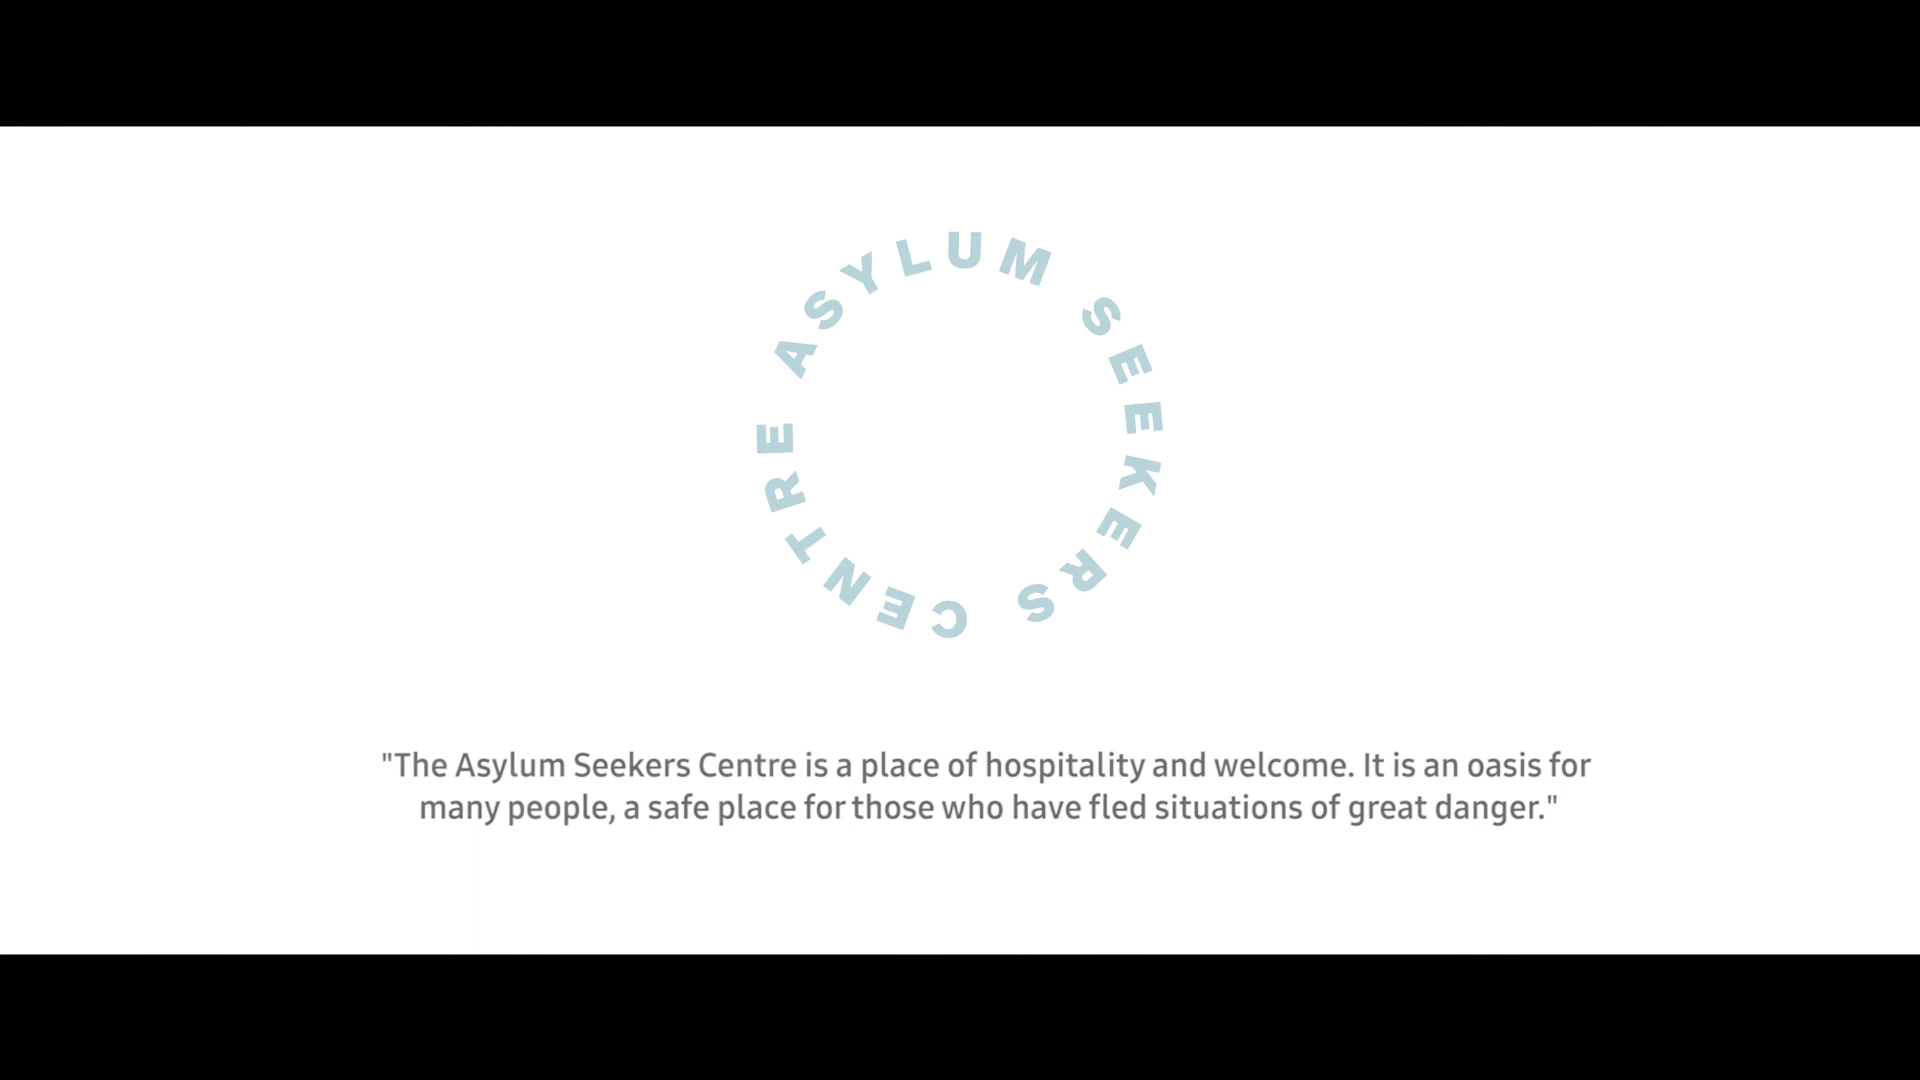 ASYLUM SEEKERS CENTRE
"The Asylum Seekers Centre is a place of hospitality and welcome. It is an oasis for
many people, a safe place for those who have fled situations of great danger."